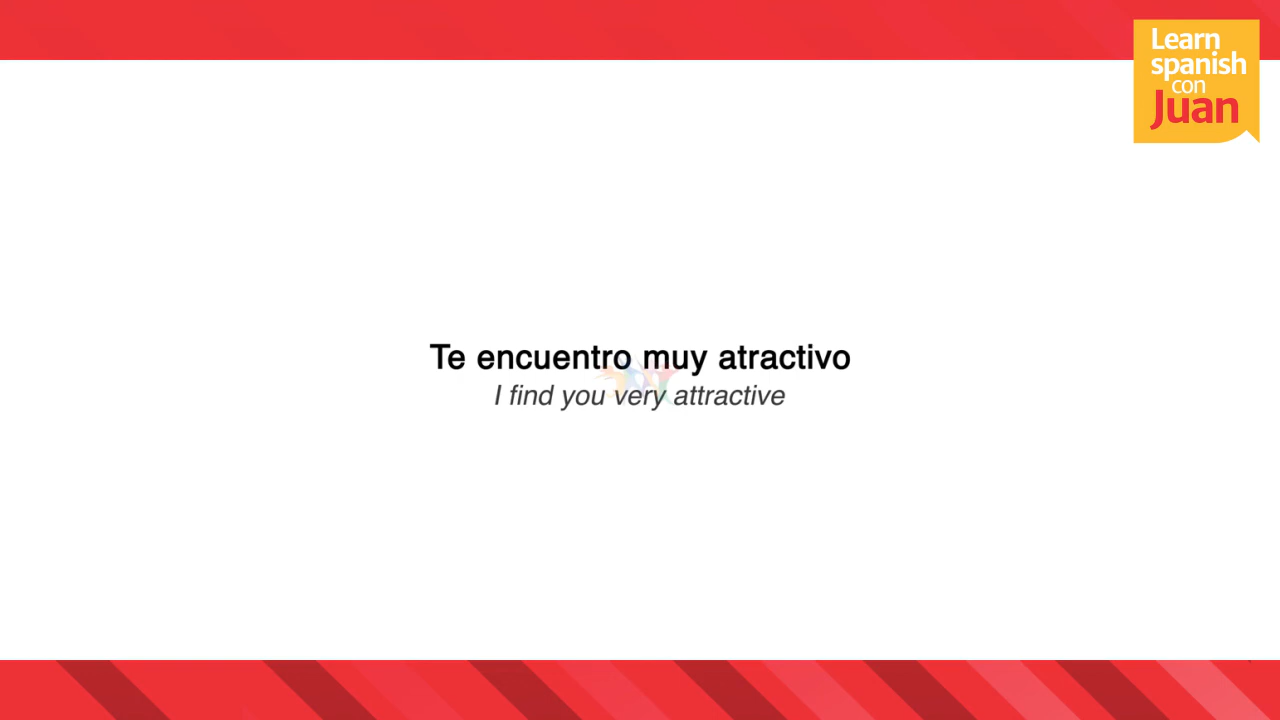 Learn
spanish
con
Juan
Te encuentro muy atractivo
I find you very attractive